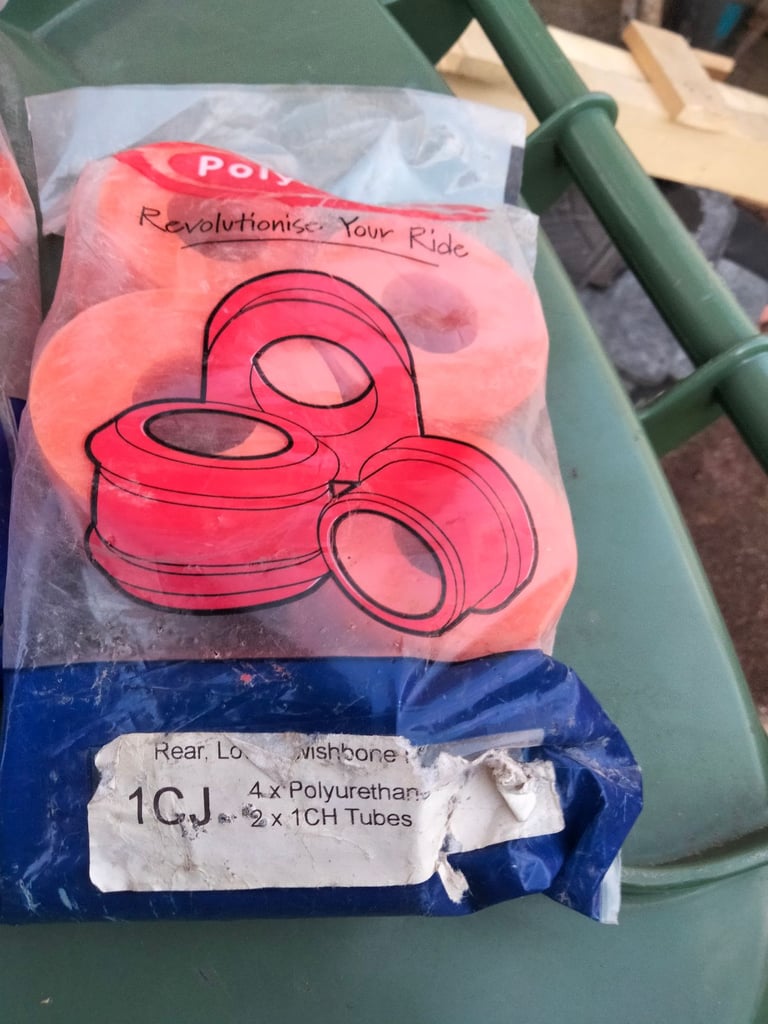 Poly
Revolutionise Your Ride
Rear, Lo wishbone
1CJ 4 x Polyurethan
2 x 1CH Tubes